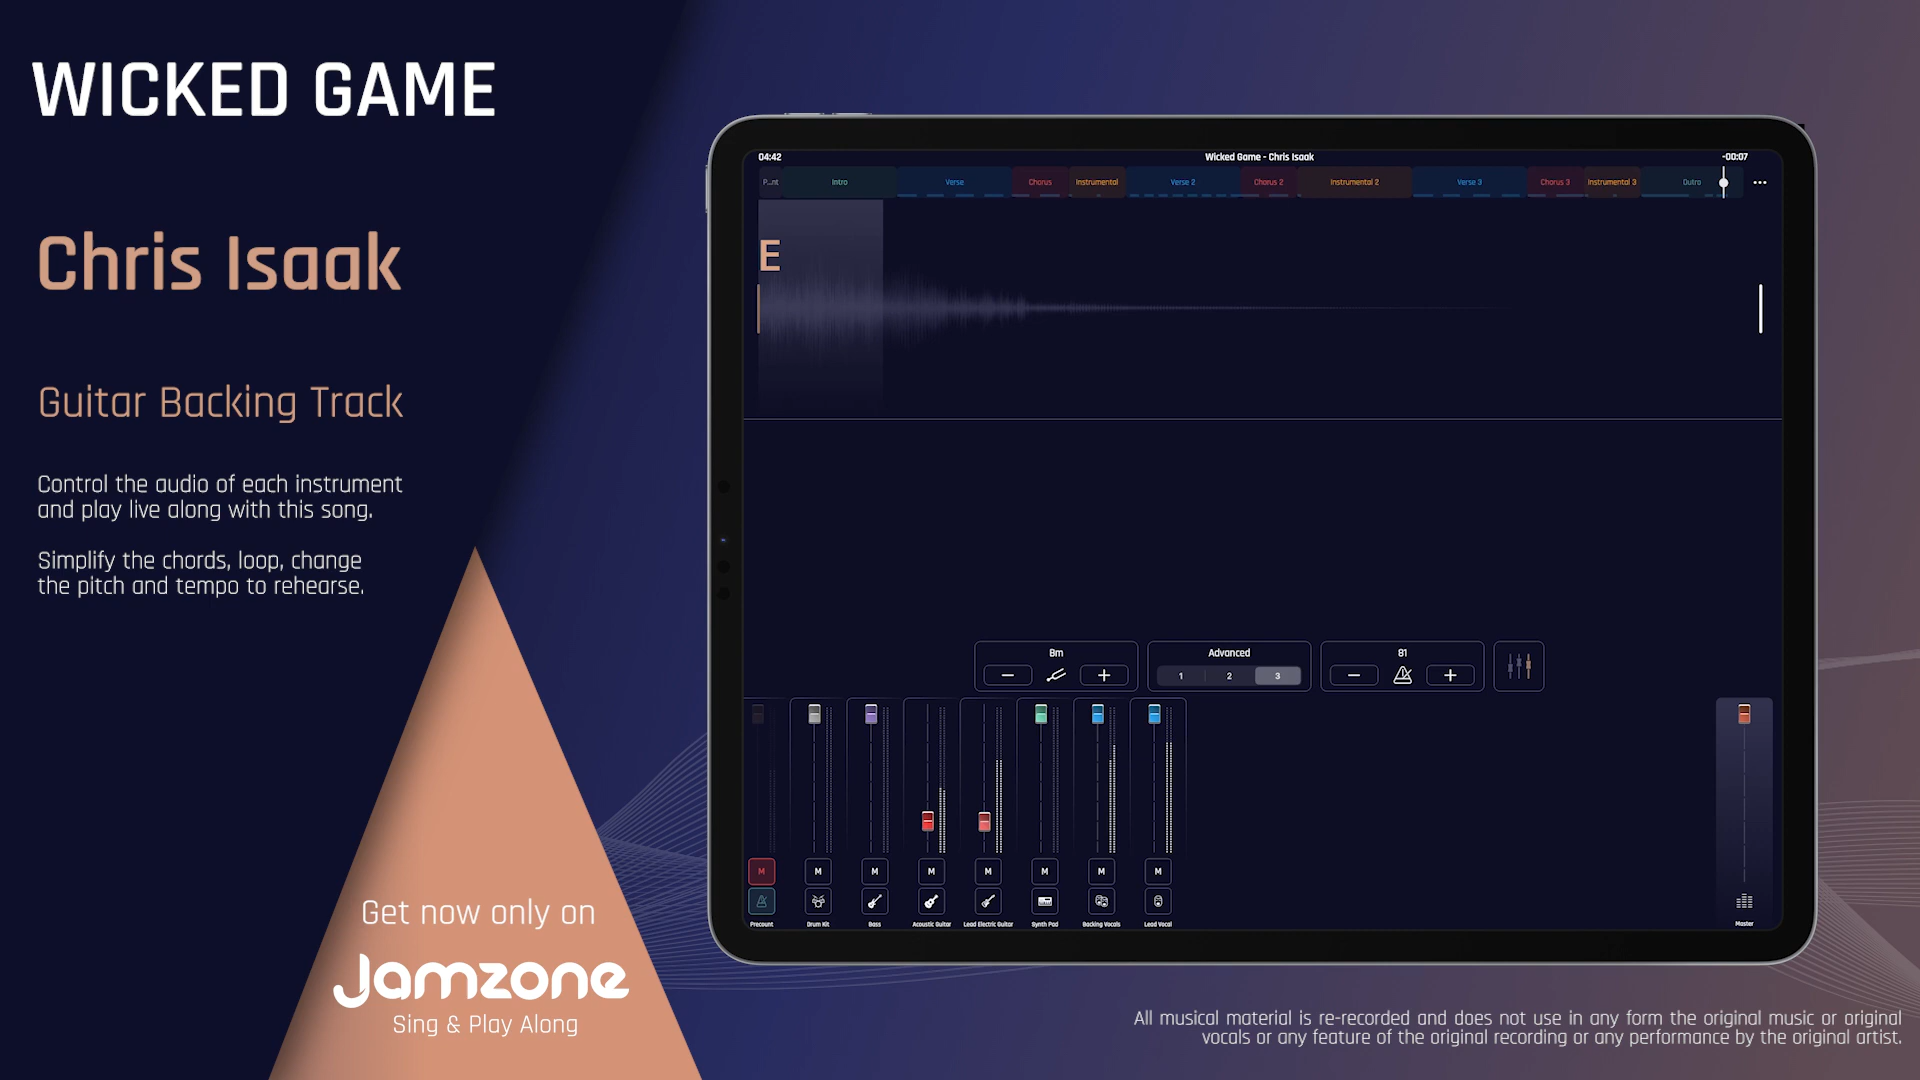 WICKED GAME
Chris Isaak
Guitar Backing Track
Control the audio of each instrument
and play live along with this song.
Simplify the chords, loop, change
the pitch and tempo to rehearse.
Get now only on
Jamzone
Sing & Play Along
04:42
Wicked Game - Chris Isaak
-00:07
P...nt
Intro
Verse
Chorus
Instrumental
Verse 2
Chorus 2
Instrumental 2
Verse 3
Chorus 3
Instrumental 3
Outro
E
Bm
Advanced
1 2 3
81
M M M M M M M M
Precount
Drum Kit
Bass
Acoustic Guitar
Lead Electric Guitar
Synth Pad
Backing Vocals
Lead Vocal
Master
All musical material is re-recorded and does not use in any form the original music or original
vocals or any feature of the original recording or any performance by the original artist.